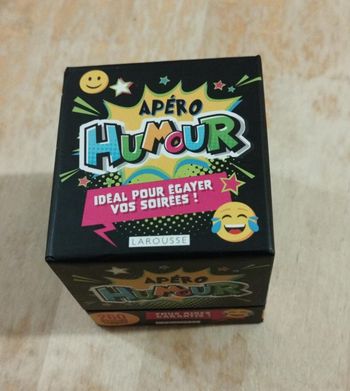 APÉRO
HUMOUR
IDÉAL POUR ÉGAYER
VOS SOIRÉES !
LAROUSSE
APÉRO
HUMOUR